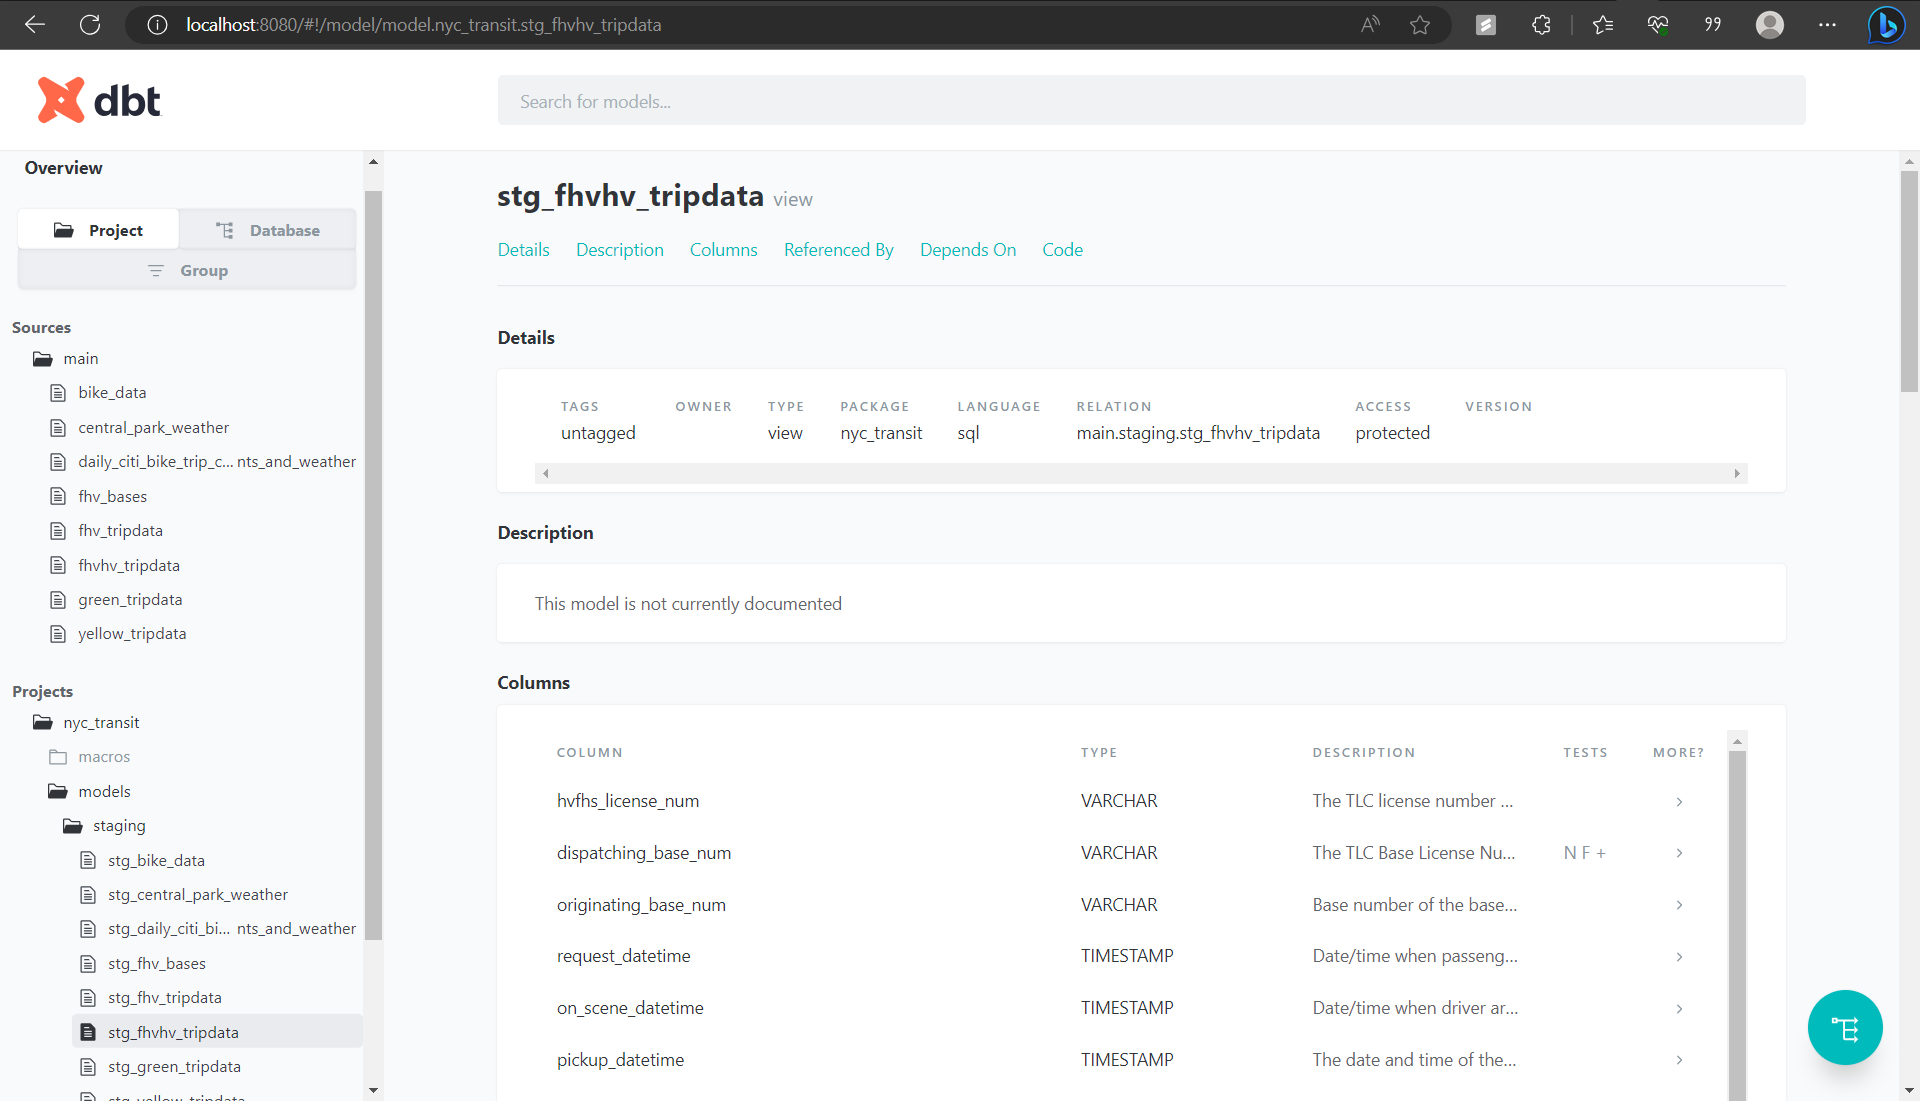 localhost:8080/#!/model/model.nyc_transit.stg_fhvhv_tripdata
dbt
Search for models...
Overview
Project
Database
Group
Sources
main
bike_data
central_park_weather
daily_citi_bike_trip_c... nts_and_weather
fhv_bases
fhv_tripdata
fhvhv_tripdata
green_tripdata
yellow_tripdata
Projects
nyc_transit
macros
models
staging
stg_bike_data
stg_central_park_weather
stg_daily_citi_bi... nts_and_weather
stg_fhv_bases
stg_fhv_tripdata
stg_fhvhv_tripdata
stg_green_tripdata
stg_yellow_tripdata
stg_fhvhv_tripdata view
Details Description Columns Referenced By Depends On Code
Details
TAGS OWNER TYPE PACKAGE LANGUAGE RELATION ACCESS VERSION
untagged view nyc_transit sql main.staging.stg_fhvhv_tripdata protected
Description
This model is not currently documented
Columns
COLUMN TYPE DESCRIPTION TESTS MORE?
hvfhs_license_num VARCHAR The TLC license number ...
dispatching_base_num VARCHAR The TLC Base License Nu... N F +
originating_base_num VARCHAR Base number of the base...
request_datetime TIMESTAMP Date/time when passeng...
on_scene_datetime TIMESTAMP Date/time when driver ar...
pickup_datetime TIMESTAMP The date and time of the...